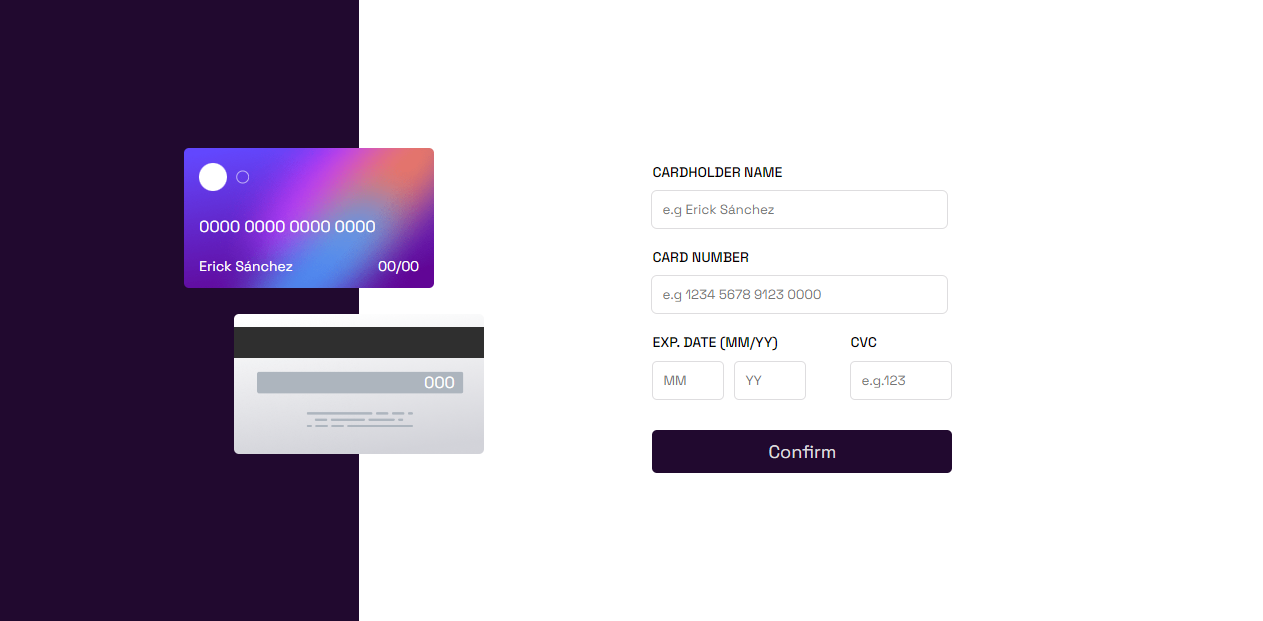 0000 0000 0000 0000
Erick Sánchez 00/00
000
CARDHOLDER NAME
e.g Erick Sánchez
CARD NUMBER
e.g 1234 5678 9123 0000
EXP. DATE (MM/YY) CVC
MM YY e.g.123
Confirm